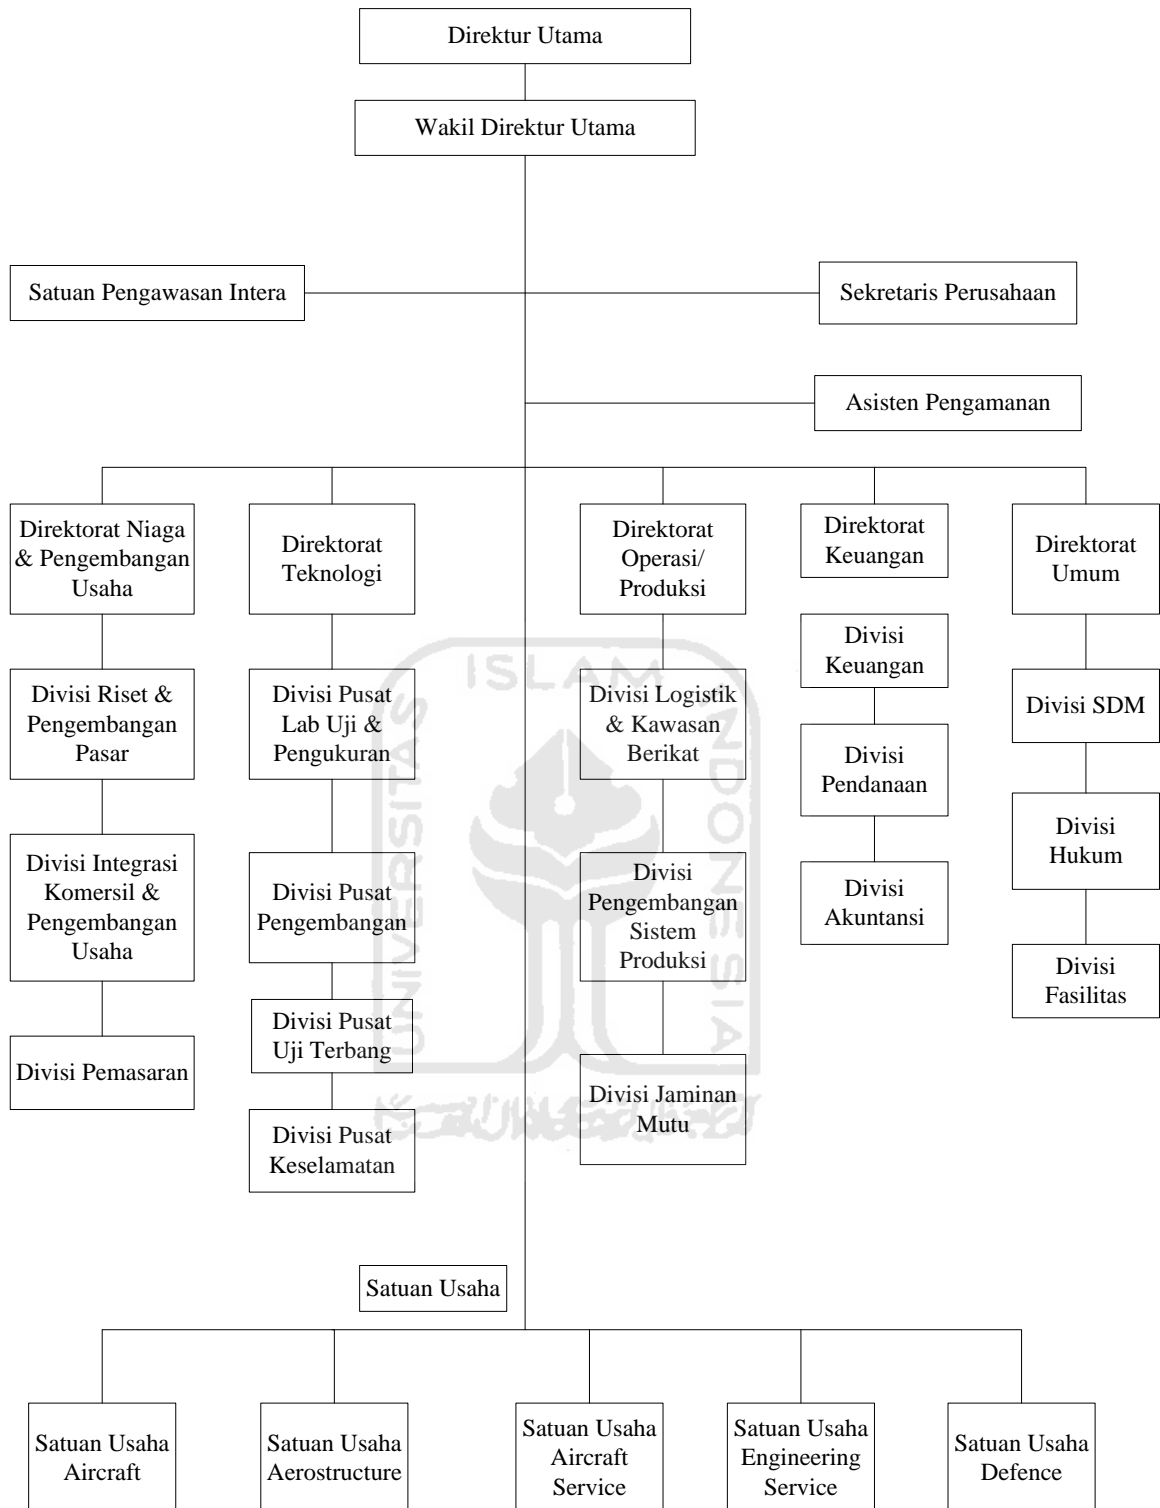 Direktur Utama
Wakil Direktur Utama
Satuan Pengawasan Intera
Sekretaris Perusahaan
Asisten Pengamanan
Direktorat Niaga
& Pengembangan
Usaha
Direktorat
Teknologi
Direktorat
Operasi/
Produksi
Direktorat
Keuangan
Direktorat
Umum
Divisi Riset &
Pengembangan
Pasar
Divisi Pusat
Lab Uji &
Pengukuran
Divisi Logistik
& Kawasan
Berikat
Divisi
Keuangan
Divisi SDM
Divisi Integrasi
Komersil &
Pengembangan
Usaha
Divisi Pusat
Pengembangan
Divisi
Pengembangan
Sistem
Produksi
Divisi
Pendanaan
Divisi
Hukum
Divisi Pemasaran
Divisi Pusat
Uji Terbang
Divisi Jaminan
Mutu
Divisi
Akuntansi
Divisi
Fasilitas
Divisi Pusat
Keselamatan
UNIVERSITAS
ISLAM
INDONESIA
Satuan Usaha
Satuan Usaha
Aircraft
Satuan Usaha
Aerostructure
Satuan Usaha
Aircraft
Service
Satuan Usaha
Engineering
Service
Satuan Usaha
Defence